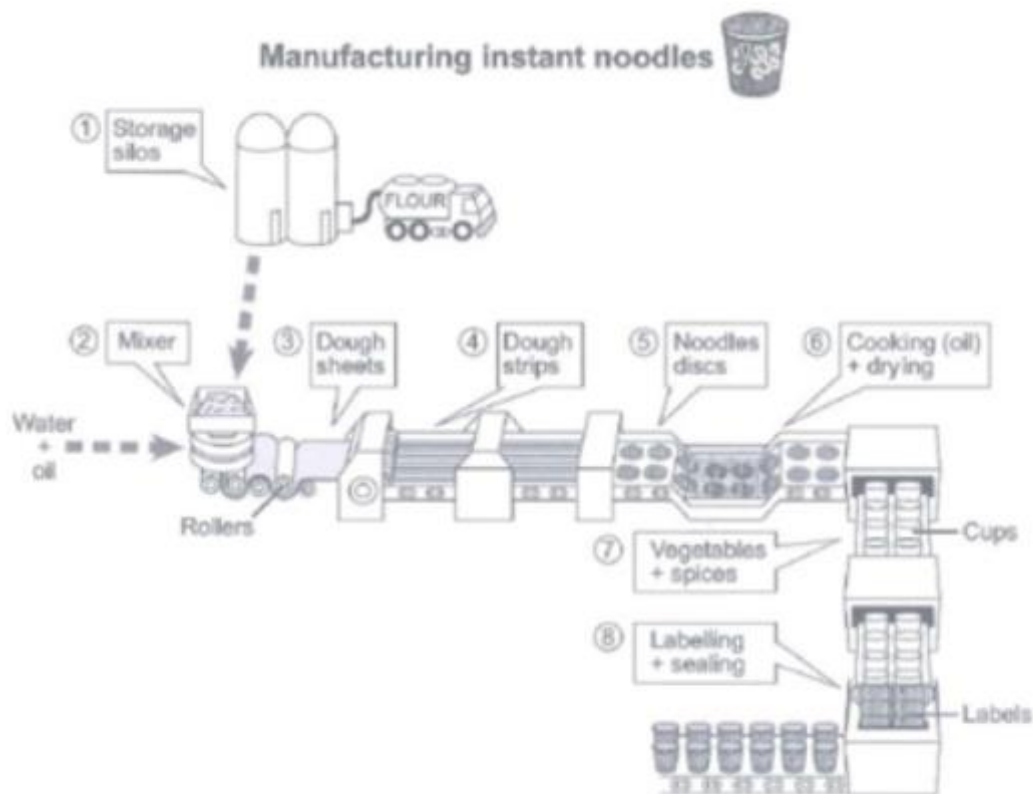 Manufacturing instant noodles
① Storage
silos
FLOUR
② Mixer
③ Dough
sheets
④ Dough
strips
⑤ Noodles
discs
⑥ Cooking (oil)
+ drying
Water
+
oil
Rollers
⑦ Vegetables
+ spices
Cups
⑧ Labelling
+ sealing
Labels